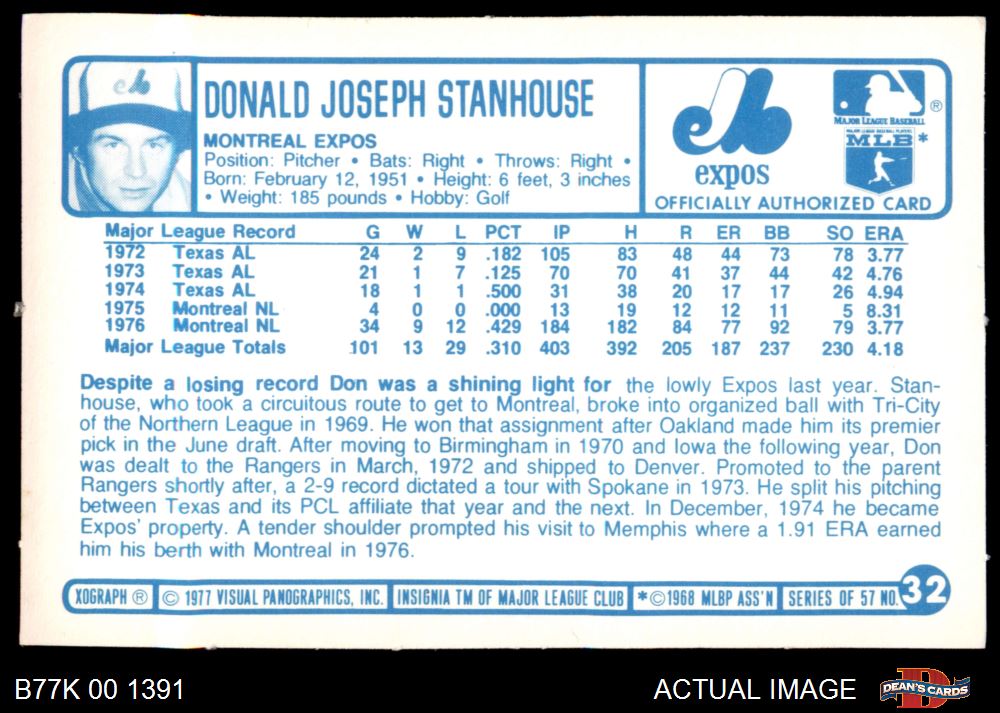 eb
DONALD JOSEPH STANHOUSE
MONTREAL EXPOS
Position: Pitcher • Bats: Right • Throws: Right •
Born: February 12, 1951 • Height: 6 feet, 3 inches
• Weight: 185 pounds • Hobby: Golf
eb
expos
MAJOR LEAGUE BASEBALL ®
MAJOR LEAGUE BASEBALL PLAYERS
MLB *
OFFICIALLY AUTHORIZED CARD
Major League Record G W L PCT IP H R ER BB SO ERA
1972 Texas AL 24 2 9 .182 105 83 48 44 73 78 3.77
1973 Texas AL 21 1 7 .125 70 70 41 37 44 42 4.76
1974 Texas AL 18 1 1 .500 31 38 20 17 17 26 4.94
1975 Montreal NL 4 0 0 .000 13 19 12 12 11 5 8.31
1976 Montreal NL 34 9 12 .429 184 182 84 77 92 79 3.77
Major League Totals 101 13 29 .310 403 392 205 187 237 230 4.18
Despite a losing record Don was a shining light for the lowly Expos last year. Stan-
house, who took a circuitous route to get to Montreal, broke into organized ball with Tri-City
of the Northern League in 1969. He won that assignment after Oakland made him its premier
pick in the June draft. After moving to Birmingham in 1970 and Iowa the following year, Don
was dealt to the Rangers in March, 1972 and shipped to Denver. Promoted to the parent
Rangers shortly after, a 2-9 record dictated a tour with Spokane in 1973. He split his pitching
between Texas and its PCL affiliate that year and the next. In December, 1974 he became
Expos' property. A tender shoulder prompted his visit to Memphis where a 1.91 ERA earned
him his berth with Montreal in 1976.
XOGRAPH ® © 1977 VISUAL PANOGRAPHICS, INC. INSIGNIA TM OF MAJOR LEAGUE CLUB *©1968 MLBP ASS'N SERIES OF 57 NO. 32
B77K 00 1391 ACTUAL IMAGE DEAN'S CARDS